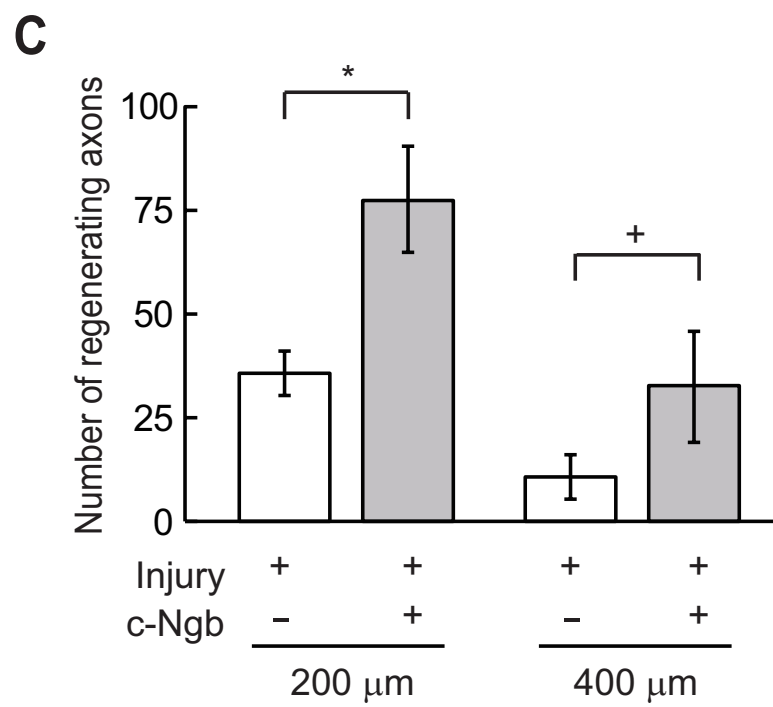 C
*
Number of regenerating axons
100
75
50
25
0
+
Injury + + + +
c-Ngb − + − +
200 μm 400 μm